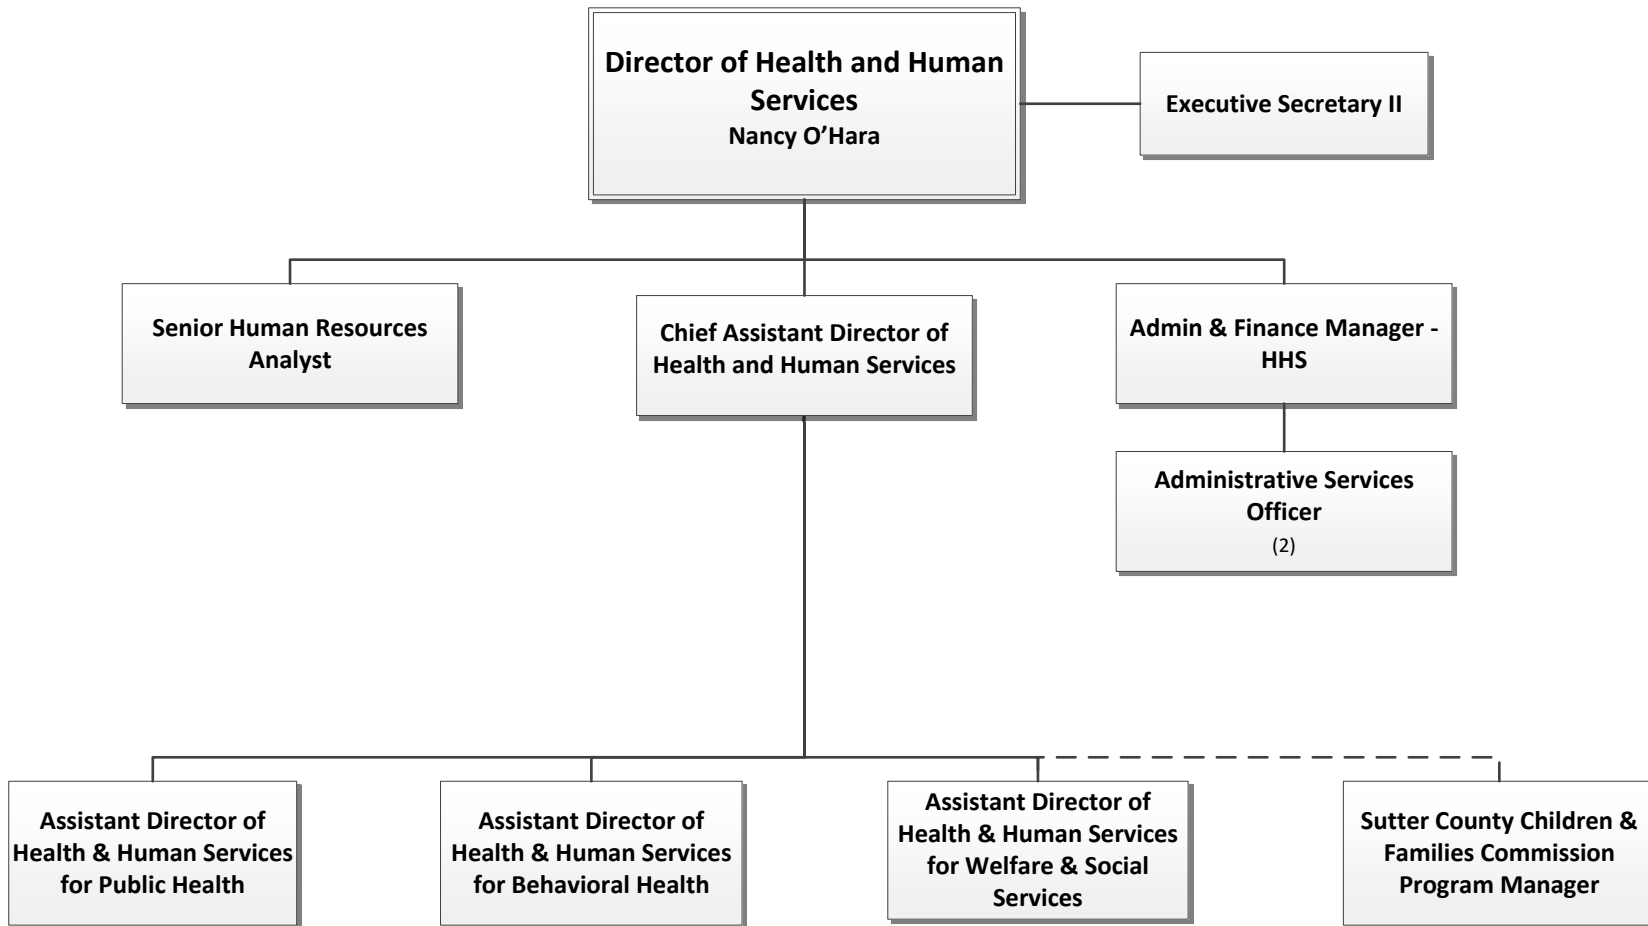 Director of Health and Human
Services
Nancy O’Hara
Executive Secretary II
Senior Human Resources
Analyst
Chief Assistant Director of
Health and Human Services
Admin & Finance Manager -
HHS
Administrative Services
Officer
(2)
Assistant Director of
Health & Human Services
for Public Health
Assistant Director of
Health & Human Services
for Behavioral Health
Assistant Director of
Health & Human Services
for Welfare & Social
Services
Sutter County Children &
Families Commission
Program Manager